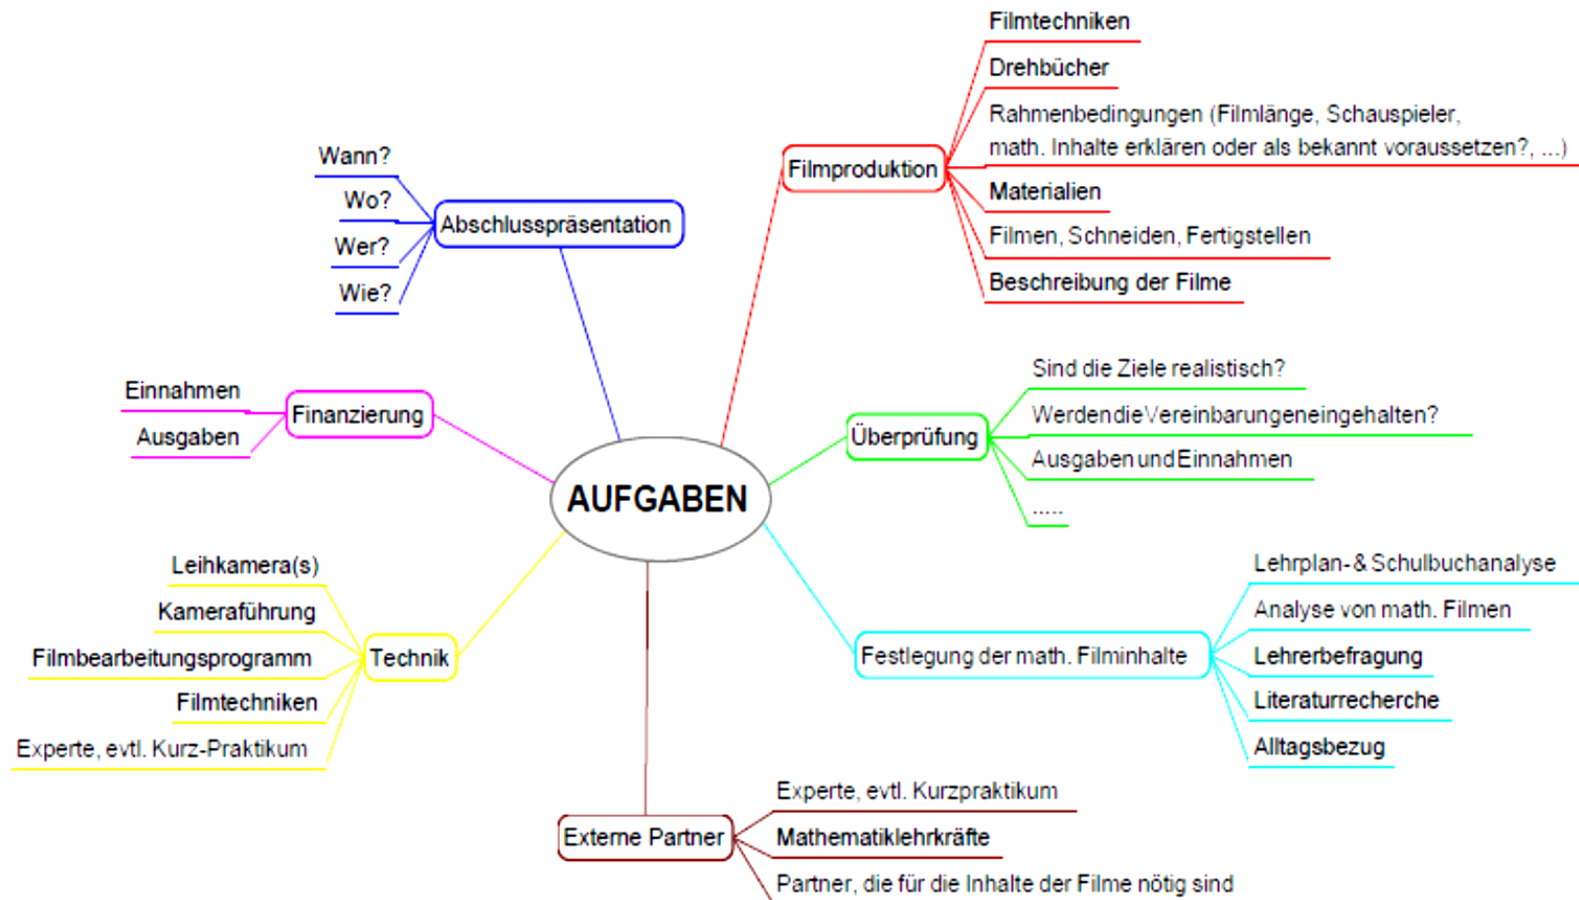 Filmtechniken
Drehbücher
Rahmenbedingungen (Filmlänge, Schauspieler,
math. Inhalte erklären oder als bekannt voraussetzen?, ...)
Filmproduktion
Materialien
Filmen, Schneiden, Fertigstellen
Beschreibung der Filme
Wann?
Wo?
Wer?
Wie?
Abschlusspräsentation
Einnahmen
Ausgaben
Finanzierung
Sind die Ziele realistisch?
Werden die Vereinbarungen eingehalten?
Überprüfung
Ausgaben und Einnahmen
.....
AUFGABEN
Leihkamera(s)
Kameraführung
Filmbearbeitungsprogramm
Technik
Filmtechniken
Experte, evtl. Kurz-Praktikum
Lehrplan- & Schulbuchanalyse
Analyse von math. Filmen
Festlegung der math. Filminhalte
Lehrerbefragung
Literaturrecherche
Alltagsbezug
Experte, evtl. Kurzpraktikum
Externe Partner
Mathematiklehrkräfte
Partner, die für die Inhalte der Filme nötig sind